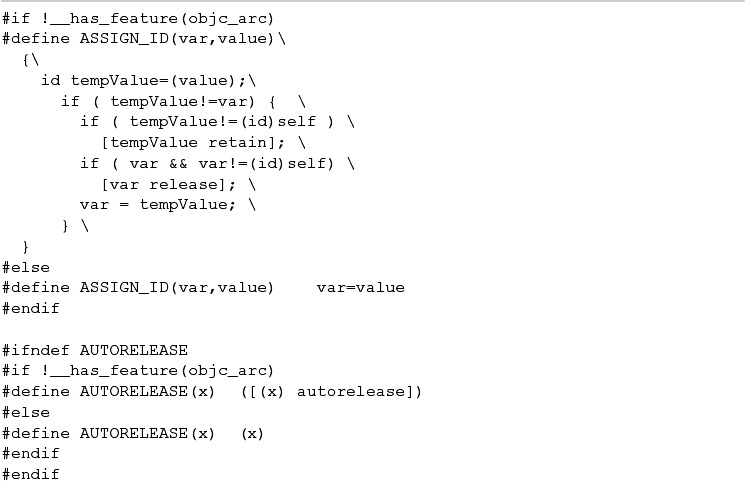 #if !__has_feature(objc_arc)
#define ASSIGN_ID(var,value)\
  {\
    id tempValue=(value);\
      if ( tempValue!=var) {  \
        if ( tempValue!=(id)self ) \
          [tempValue retain]; \
        if ( var && var!=(id)self) \
          [var release]; \
        var = tempValue; \
      } \
  }
#else
#define ASSIGN_ID(var,value)    var=value
#endif

#ifndef AUTORELEASE
#if !__has_feature(objc_arc)
#define AUTORELEASE(x)  ([(x) autorelease])
#else
#define AUTORELEASE(x)  (x)
#endif
#endif